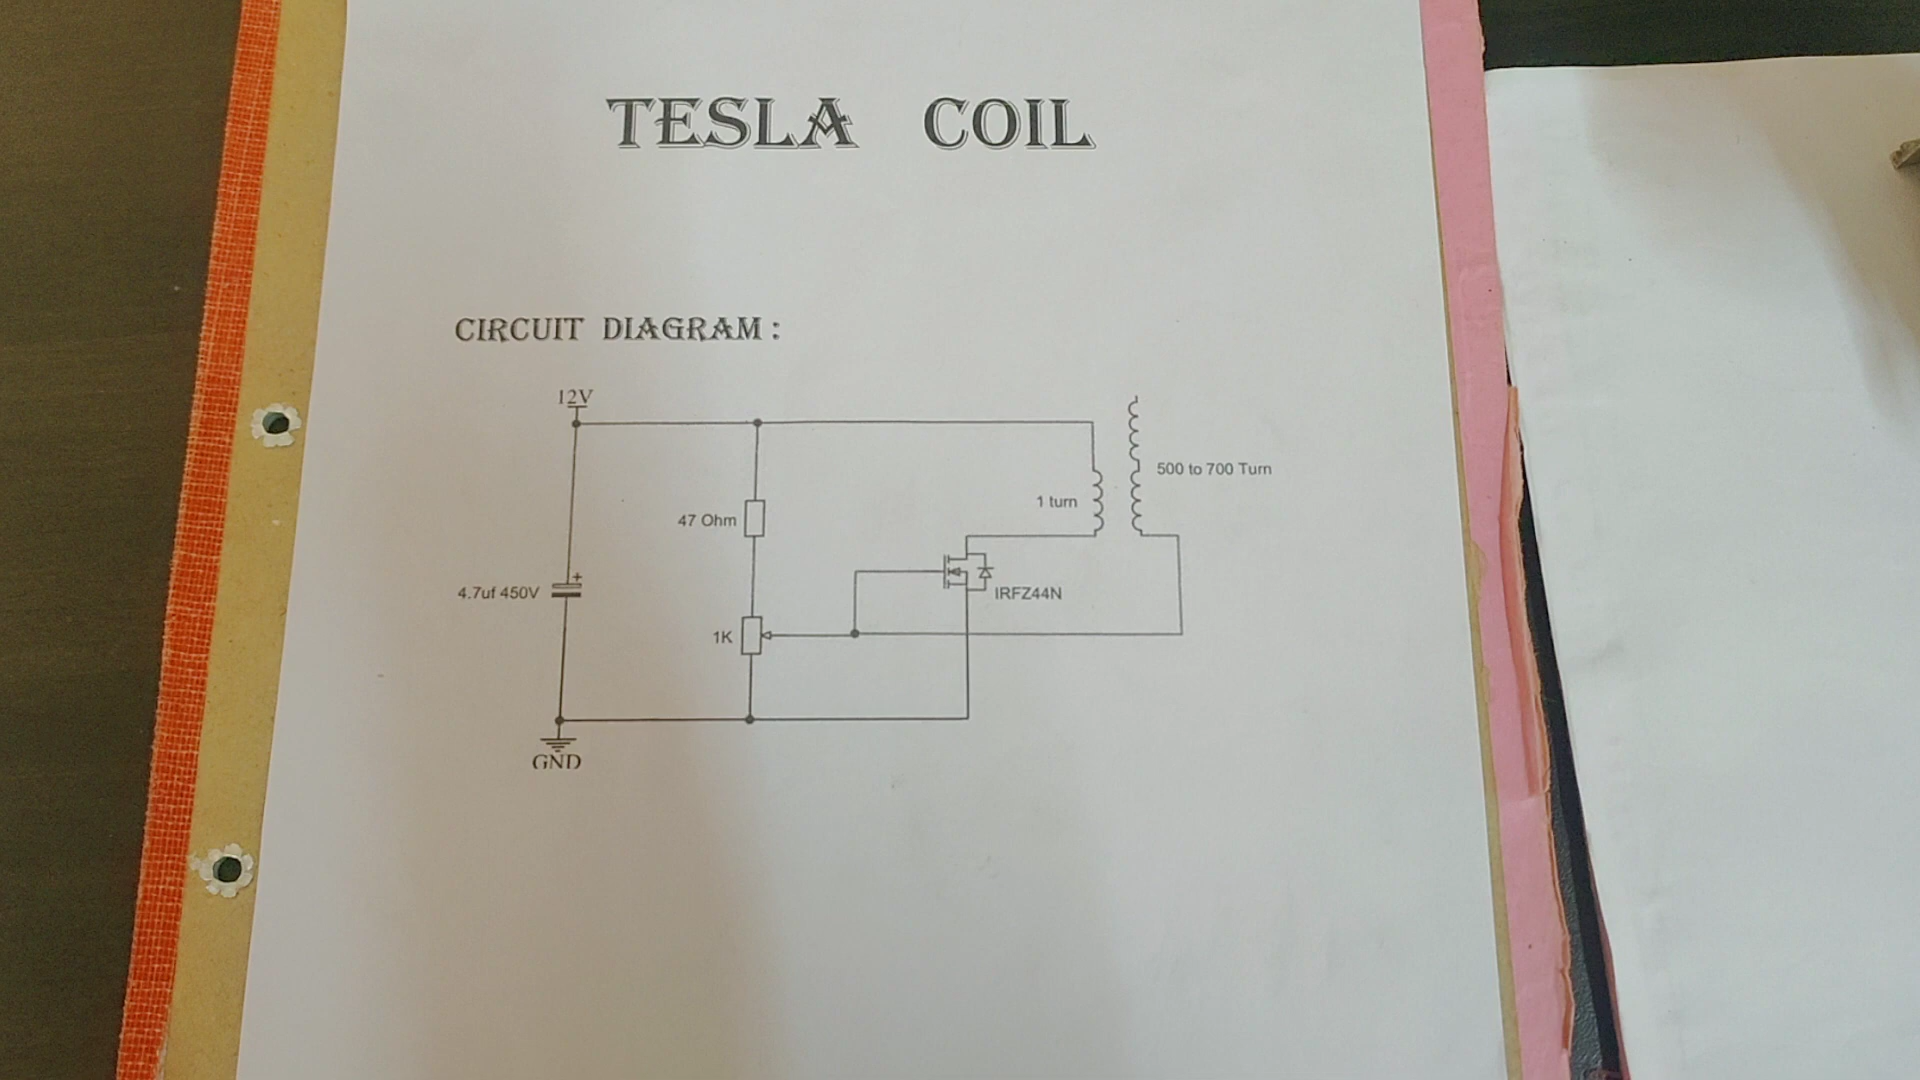 TESLA COIL
CIRCUIT DIAGRAM :
12V
500 to 700 Turn
1 turn
47 Ohm
+
4.7uf 450V
IRFZ44N
1K
GND